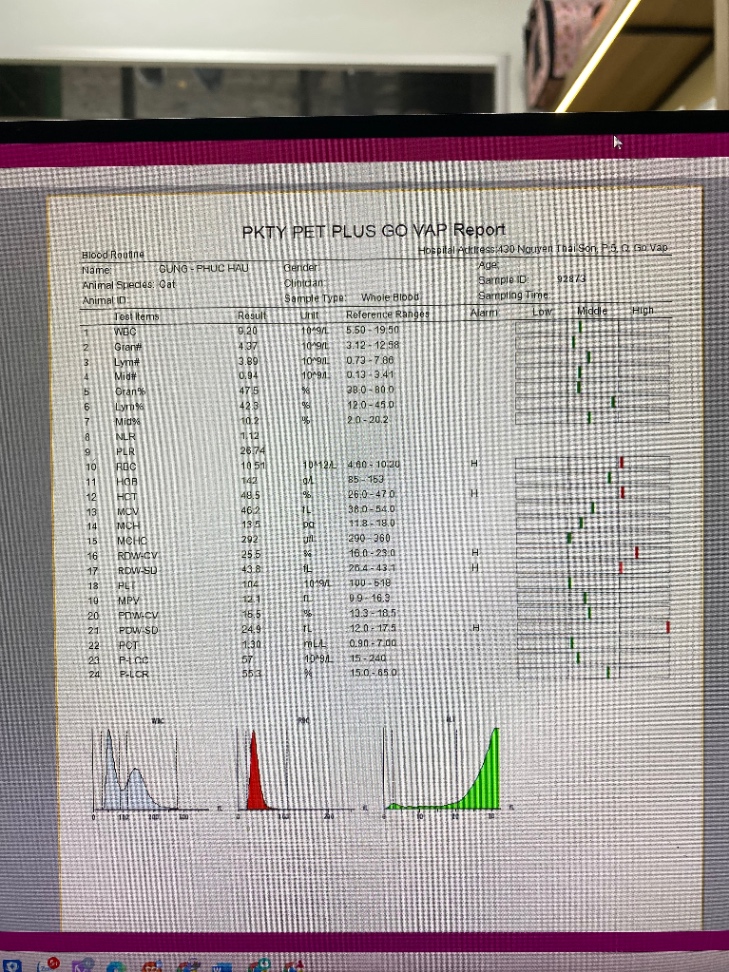 PKTY PET PLUS GO VAP Report
Blood Routine Hospital Address:430 Nguyen Thai Son, P.5, Q. Go Vap
Name: GUNG - PHUC HAU Gender: Age:
Animal Species: Cat Clinician: Sample ID: 92873
Animal ID: Sample Type: Whole Blood Sampling Time:
Test Items Result Unit Reference Ranges Alarm Low Middle High
1 WBC 9.20 10^9/L 5.50 - 19.50
2 Gran# 4.37 10^9/L 3.12 - 12.58
3 Lym# 3.89 10^9/L 0.73 - 7.86
4 Mid# 0.94 10^9/L 0.13 - 3.41
5 Gran% 47.5 % 38.0 - 80.0
6 Lym% 42.3 % 12.0 - 45.0
7 Mid% 10.2 % 2.0 - 20.2
8 NLR 1.12
9 PLR 26.74
10 RBC 10.51 10^12/L 4.60 - 10.20 H
11 HGB 142 g/L 85 - 153
12 HCT 48.5 % 26.0 - 47.0 H
13 MCV 46.2 fL 38.0 - 54.0
14 MCH 13.5 pg 11.8 - 18.0
15 MCHC 292 g/L 290 - 360
16 RDW-CV 25.5 % 16.0 - 23.0 H
17 RDW-SD 43.8 fL 26.4 - 43.1 H
18 PLT 104 10^9/L 100 - 518
19 MPV 12.1 fL 9.9 - 16.3
20 PDW-CV 15.5 % 13.3 - 18.5
21 PDW-SD 24.9 fL 12.0 - 17.5 H
22 PCT 1.30 mL/L 0.90 - 7.00
23 P-LCC 57 10^9/L 15 - 240
24 P-LCR 55.3 % 15.0 - 65.0
WBC RBC PLT